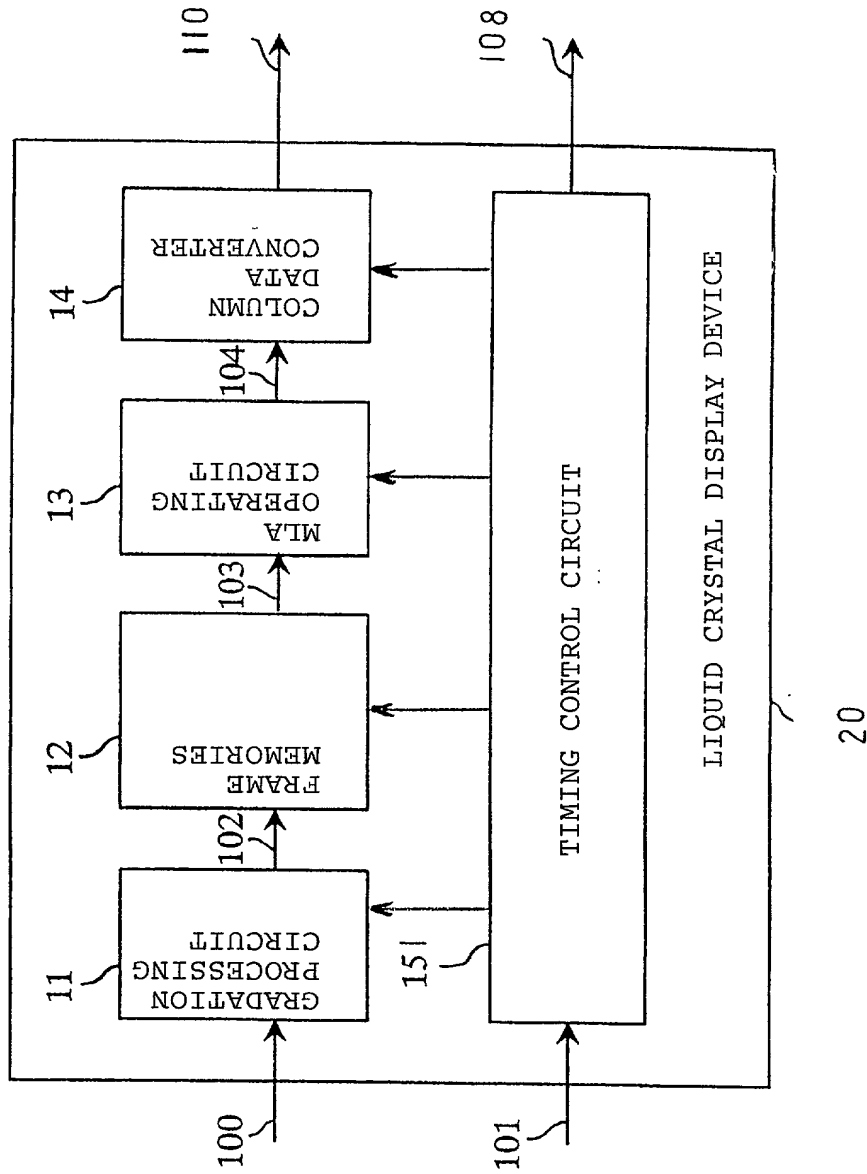 100
11
GRADATION
PROCESSING
CIRCUIT
102
12
FRAME
MEMORIES
103
13
MLA
OPERATING
CIRCUIT
104
14
COLUMN
DATA
CONVERTER
110
101
151
TIMING CONTROL CIRCUIT
108
LIQUID CRYSTAL DISPLAY DEVICE
20